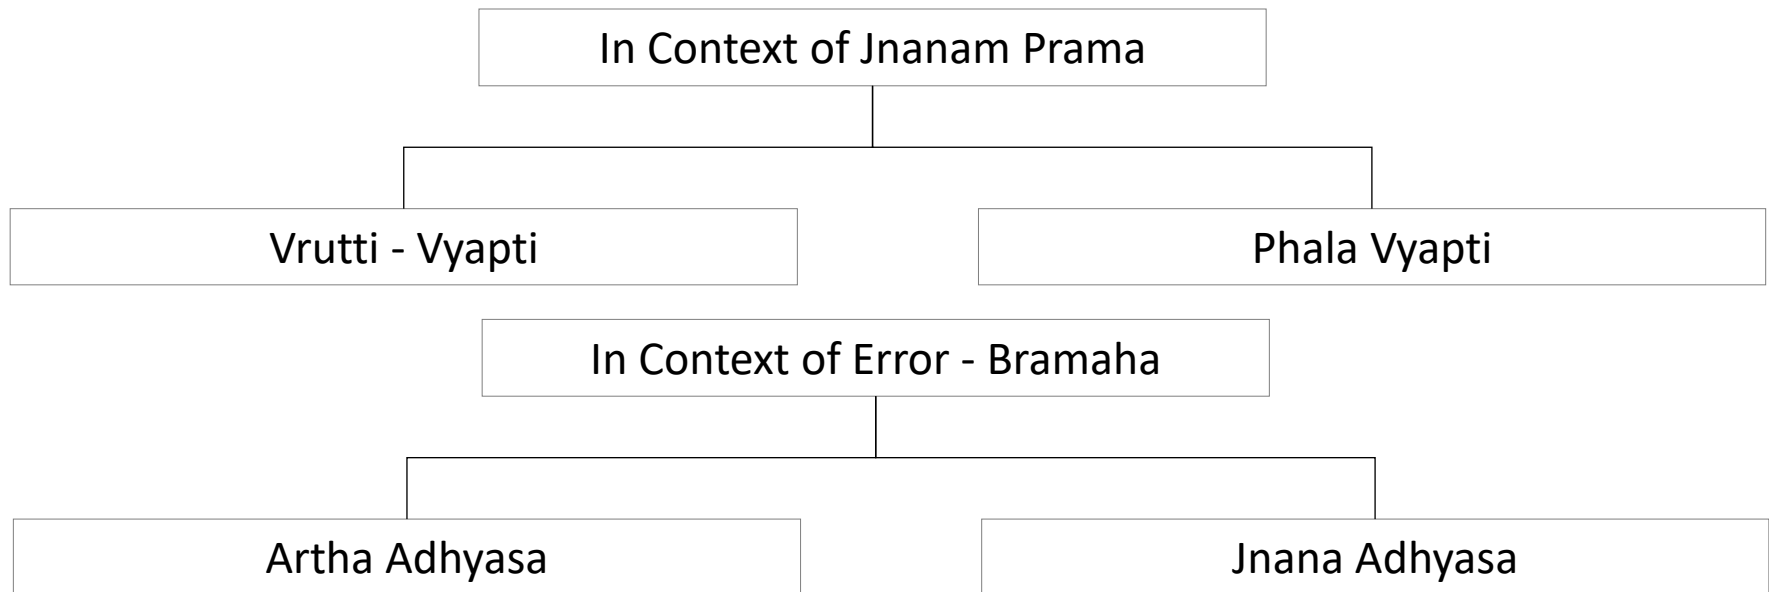 In Context of Jnanam Prama
Vrutti - Vyapti
Phala Vyapti
In Context of Error - Bramaha
Artha Adhyasa
Jnana Adhyasa